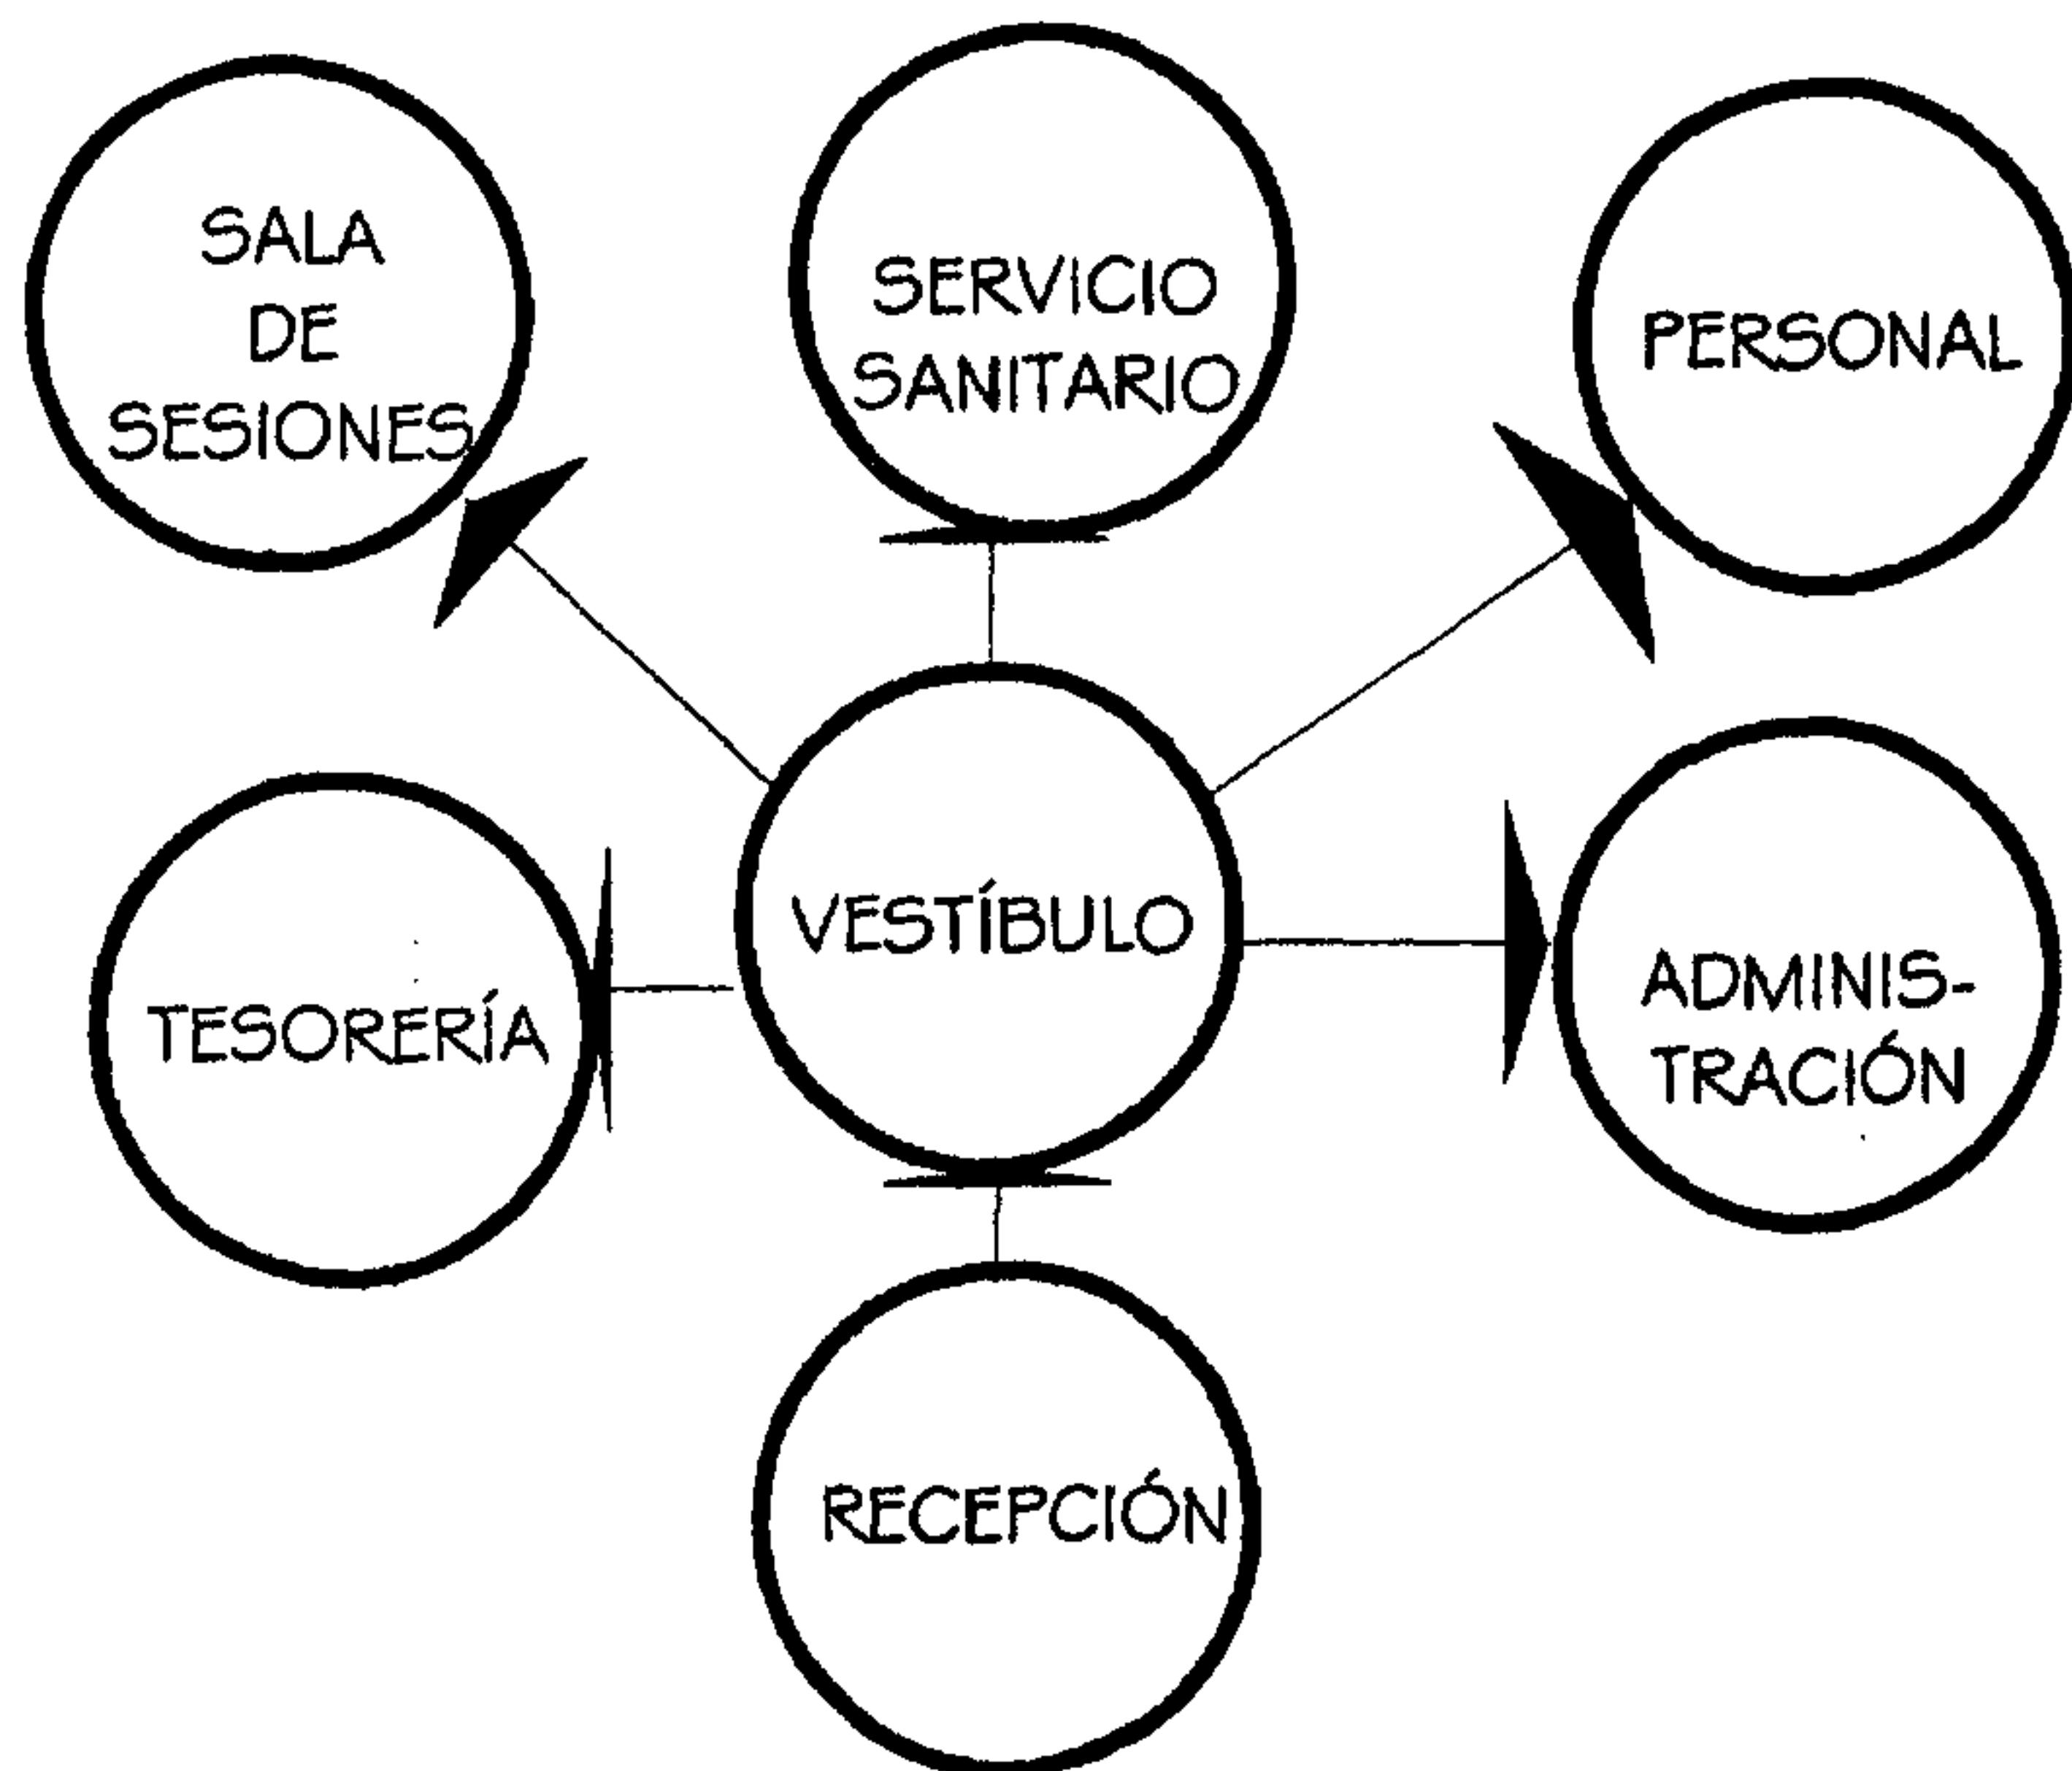 SALA
DE
SESIONES
SERVICIO
SANITARIO
PERSONAL
TESORERÍA
VESTÍBULO
ADMINIS-
TRACIÓN
RECEPCIÓN